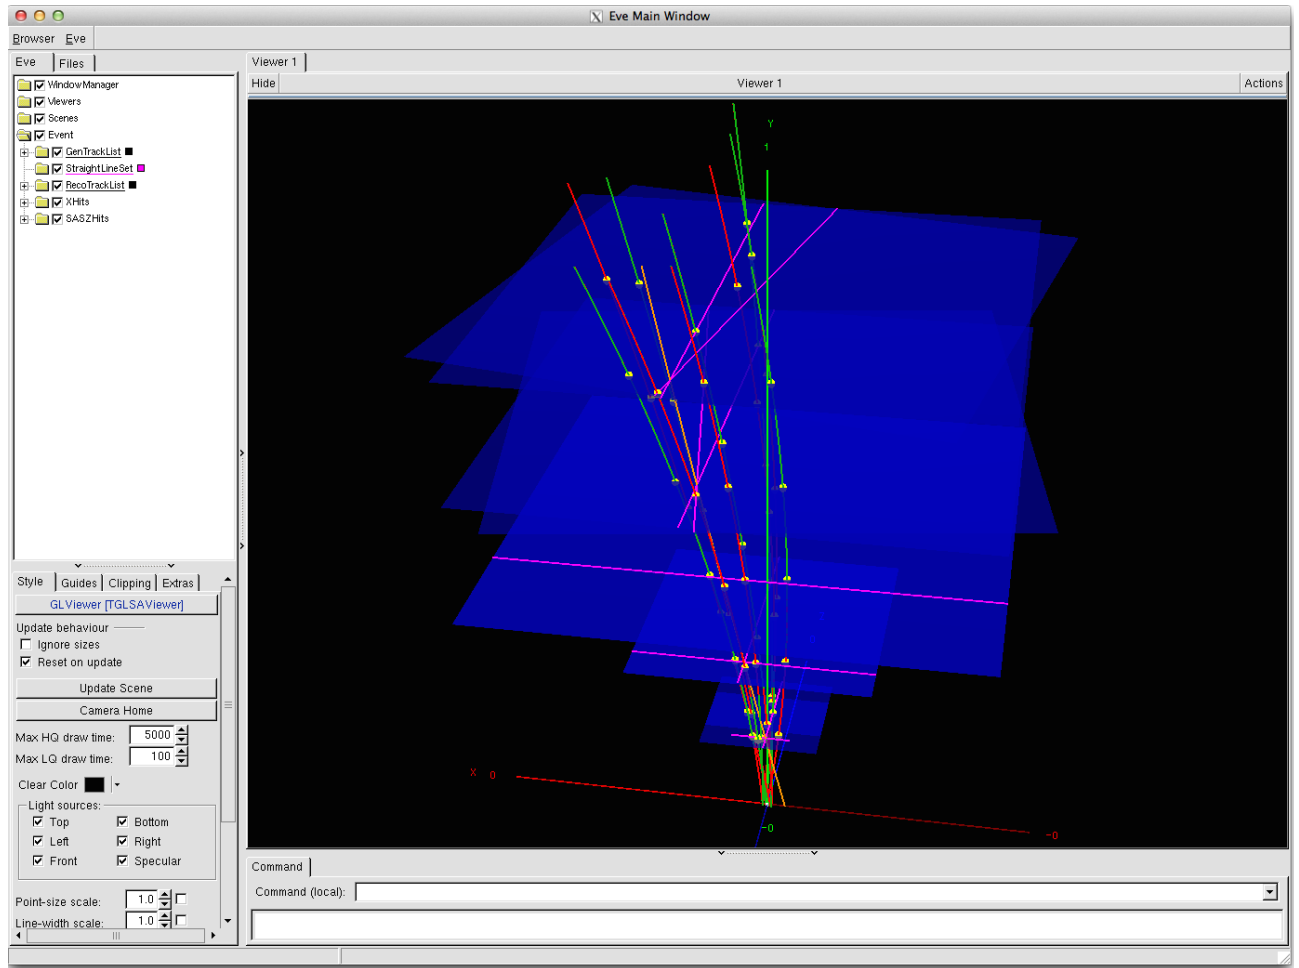 Eve Main Window
Browser Eve
Eve Files
Viewer 1
Hide Viewer 1 Actions
WindowManager
Viewers
Scenes
Event
GenTrackList
StraightLineSet
RecoTrackList
XHits
SASZHits
Y
1
X 0
-0
-0
Style Guides Clipping Extras
GLViewer [TGLSAViewer]
Update behaviour
Ignore sizes
Reset on update
Update Scene
Camera Home
Max HQ draw time: 5000
Max LQ draw time: 100
Clear Color
Light sources:
Top Bottom
Left Right
Front Specular
Point-size scale: 1.0
Line-width scale: 1.0
Command
Command (local):